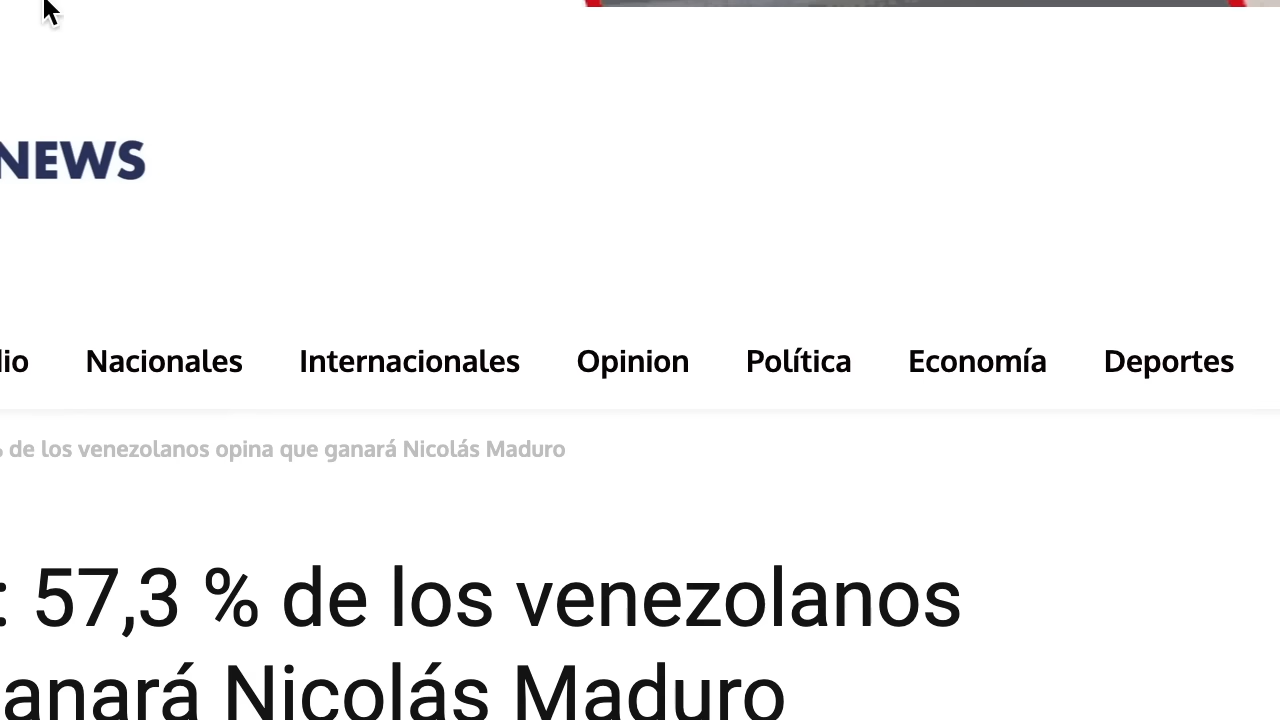 NEWS
Nacionales Internacionales Opinion Política Economía Deportes
de los venezolanos opina que ganará Nicolás Maduro
: 57,3 % de los venezolanos
anará Nicolás Maduro